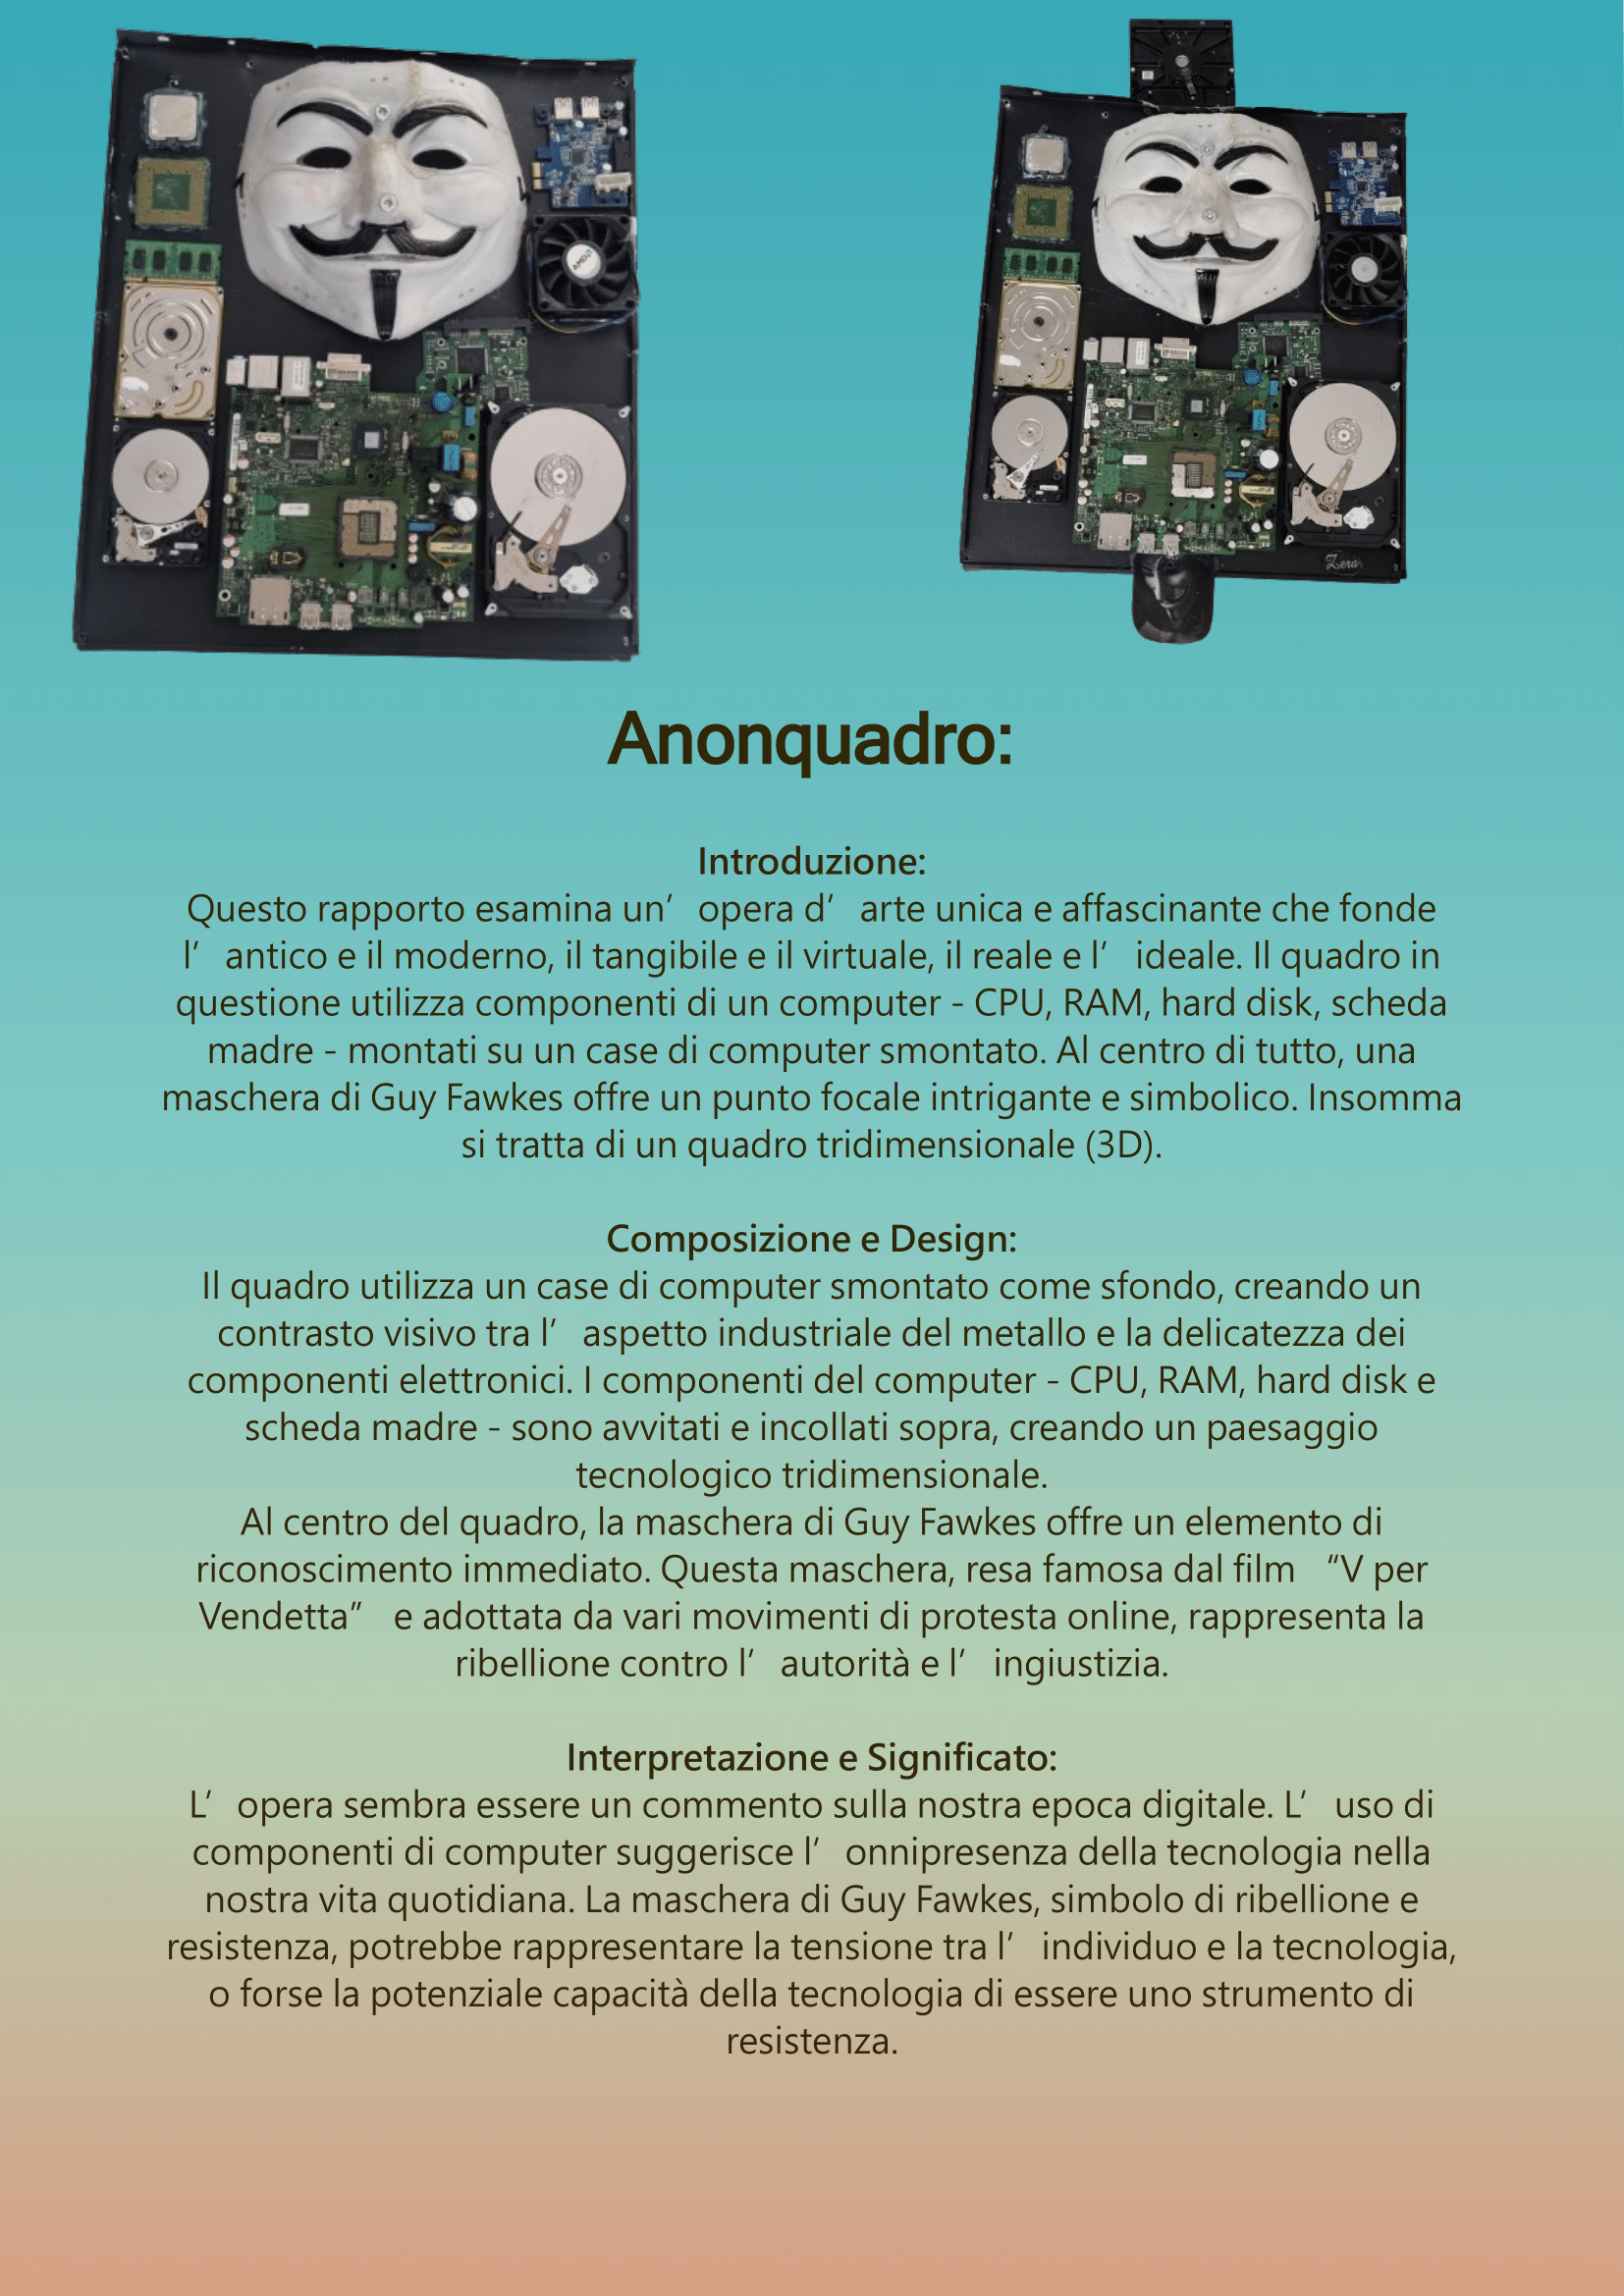 AMD
Zera
Anonquadro:
Introduzione:
Questo rapporto esamina un’opera d’arte unica e affascinante che fonde
l’antico e il moderno, il tangibile e il virtuale, il reale e l’ideale. Il quadro in
questione utilizza componenti di un computer - CPU, RAM, hard disk, scheda
madre - montati su un case di computer smontato. Al centro di tutto, una
maschera di Guy Fawkes offre un punto focale intrigante e simbolico. Insomma
si tratta di un quadro tridimensionale (3D).
Composizione e Design:
Il quadro utilizza un case di computer smontato come sfondo, creando un
contrasto visivo tra l’aspetto industriale del metallo e la delicatezza dei
componenti elettronici. I componenti del computer - CPU, RAM, hard disk e
scheda madre - sono avvitati e incollati sopra, creando un paesaggio
tecnologico tridimensionale.
Al centro del quadro, la maschera di Guy Fawkes offre un elemento di
riconoscimento immediato. Questa maschera, resa famosa dal film “V per
Vendetta” e adottata da vari movimenti di protesta online, rappresenta la
ribellione contro l’autorità e l’ingiustizia.
Interpretazione e Significato:
L’opera sembra essere un commento sulla nostra epoca digitale. L’uso di
componenti di computer suggerisce l’onnipresenza della tecnologia nella
nostra vita quotidiana. La maschera di Guy Fawkes, simbolo di ribellione e
resistenza, potrebbe rappresentare la tensione tra l’individuo e la tecnologia,
o forse la potenziale capacità della tecnologia di essere uno strumento di
resistenza.